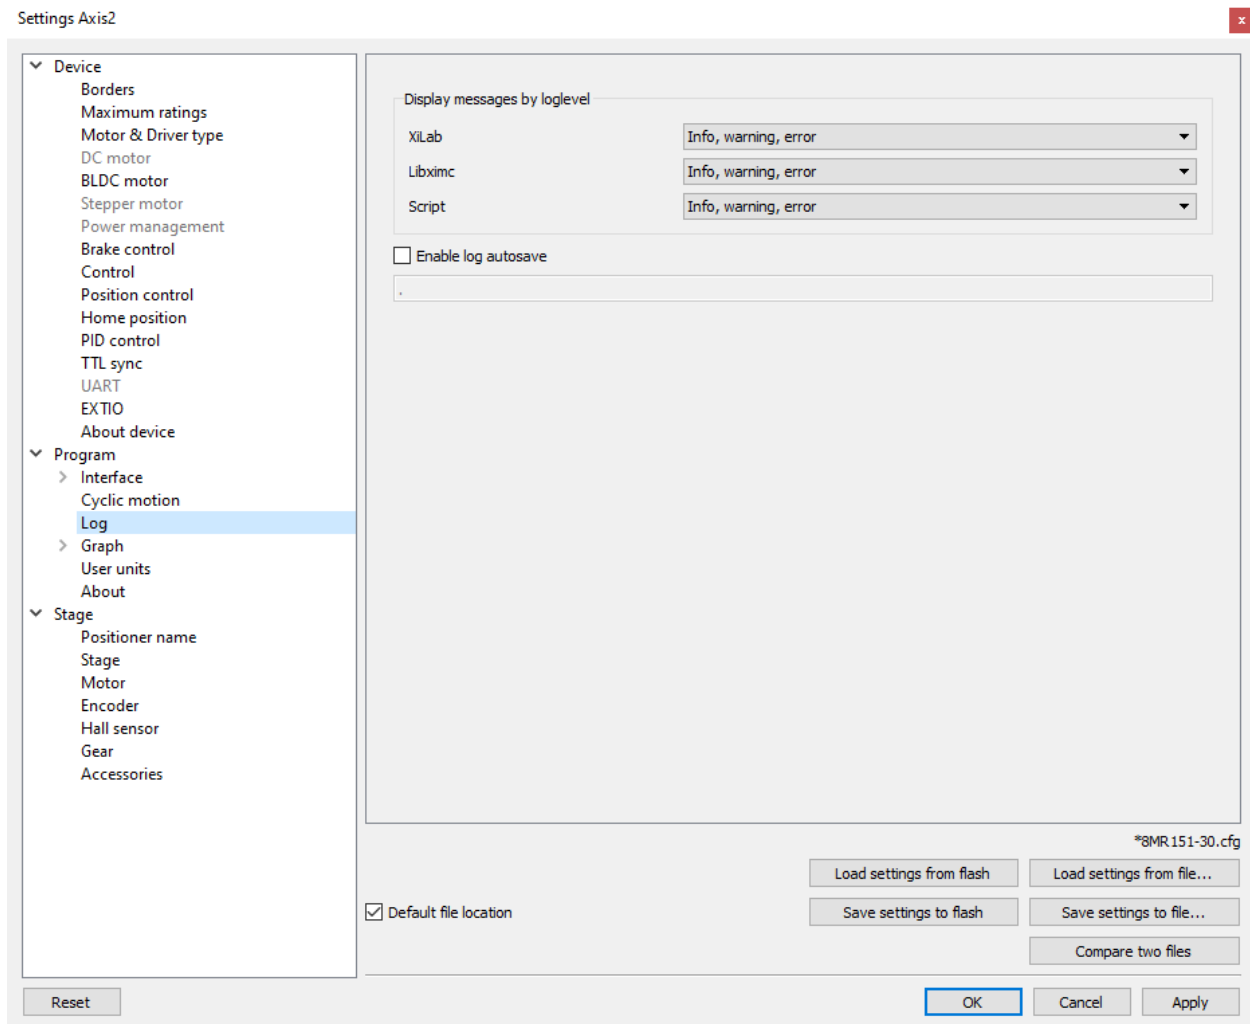 Settings Axis2
x
Device
Borders
Maximum ratings
Motor & Driver type
DC motor
BLDC motor
Stepper motor
Power management
Brake control
Control
Position control
Home position
PID control
TTL sync
UART
EXTIO
About device
Program
Interface
Cyclic motion
Log
Graph
User units
About
Stage
Positioner name
Stage
Motor
Encoder
Hall sensor
Gear
Accessories
Display messages by loglevel
XiLab Info, warning, error
Libximc Info, warning, error
Script Info, warning, error
Enable log autosave
.
*8MR151-30.cfg
Load settings from flash Load settings from file...
Default file location Save settings to flash Save settings to file...
Compare two files
Reset OK Cancel Apply